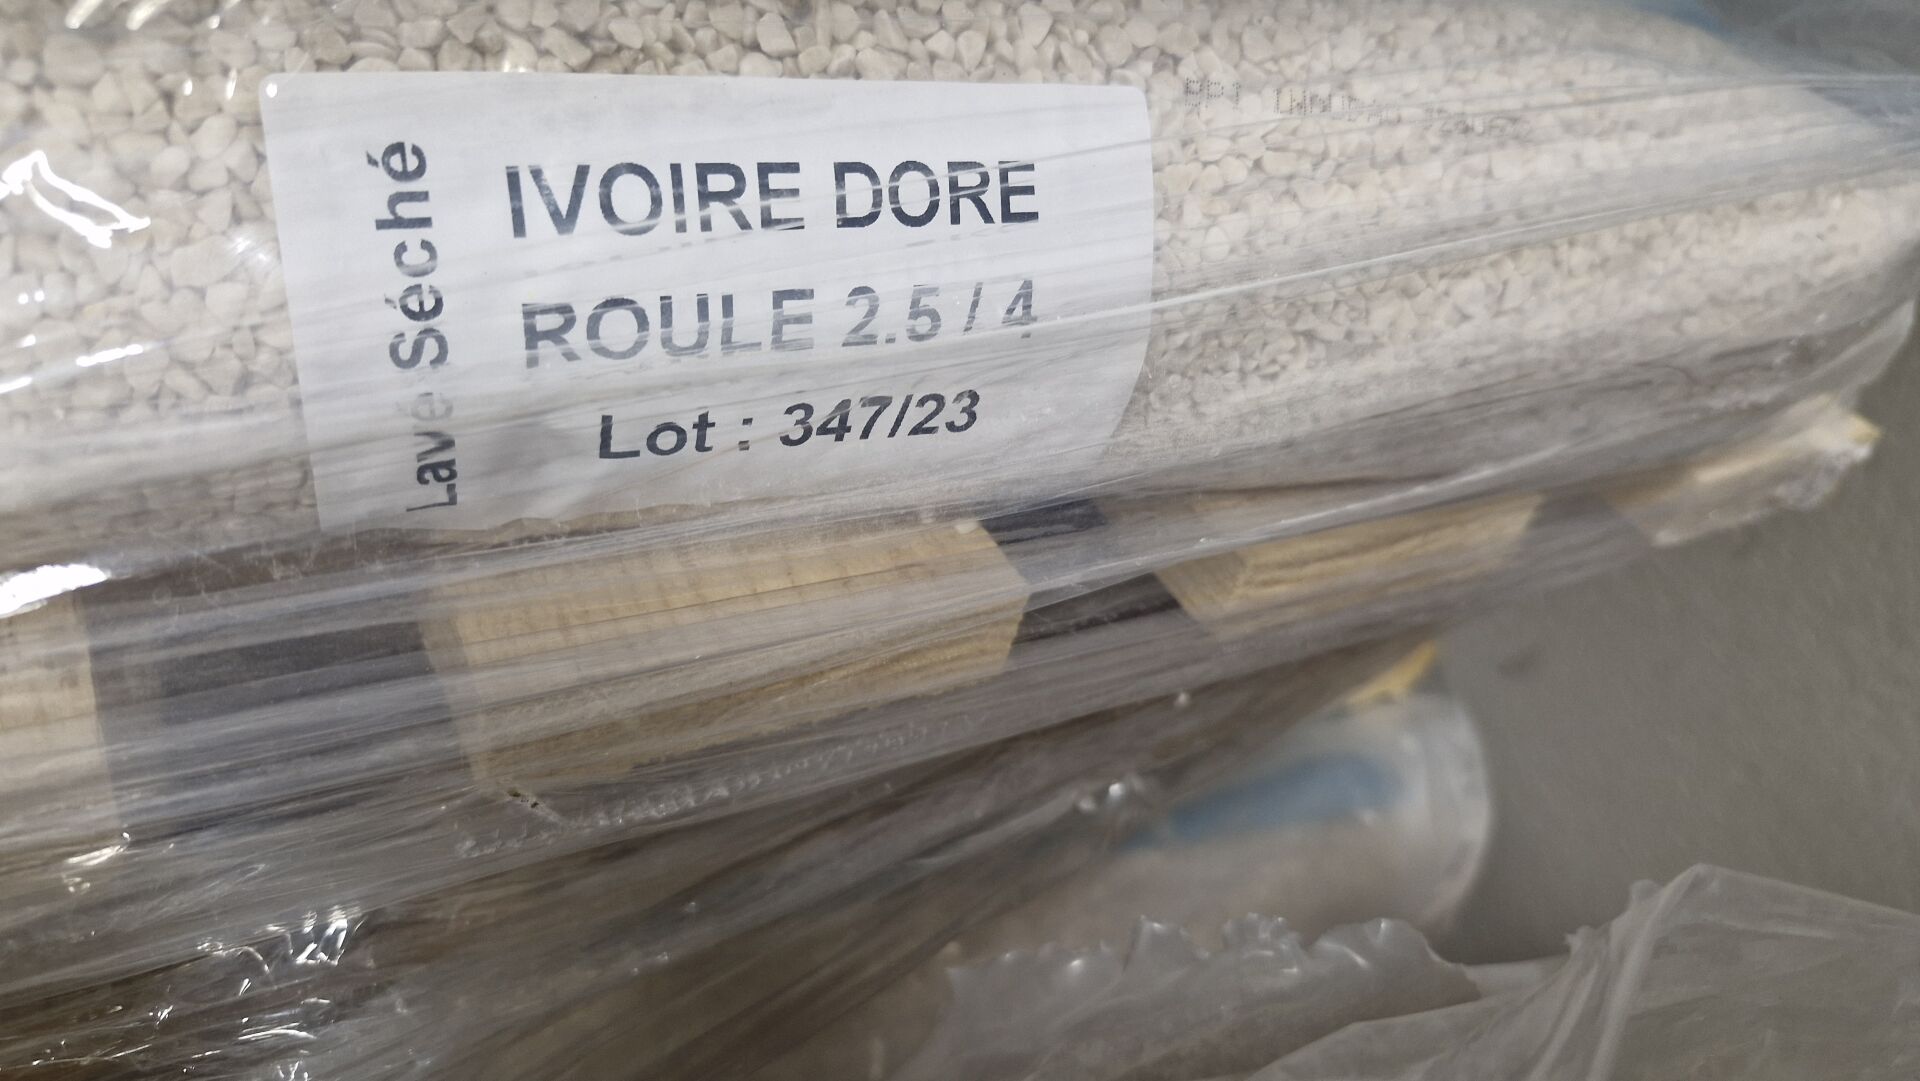 Lavé Séché
IVOIRE DORE
ROULE 2.5 / 4
Lot : 347/23